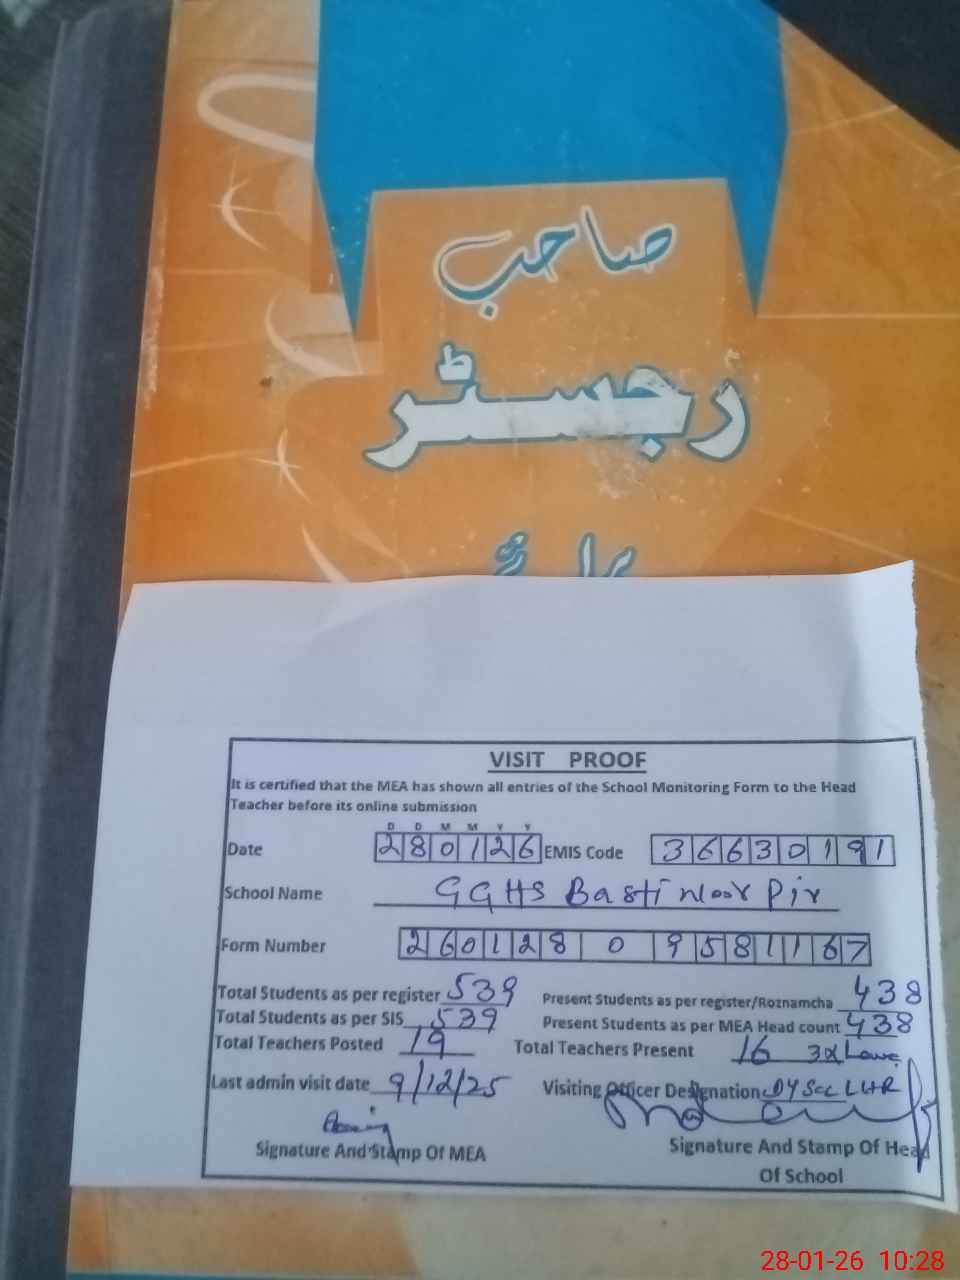 صاحب
رجسٹر
برائے
VISIT PROOF
It is certified that the MEA has shown all entries of the School Monitoring Form to the Head
Teacher before its online submission
D D M M Y Y
Date 280126 EMIS Code 36630191
School Name GGHS Basti Noor Pir
Form Number 260128 0 9581167
Total Students as per register 539 Present Students as per register/Roznamcha 438
Total Students as per SIS 539 Present Students as per MEA Head count 438
Total Teachers Posted 19 Total Teachers Present 16 3x Leave
Last admin visit date 9/12/25 Visiting Officer Designation DY Sec LHR
Signature And Stamp Of MEA Signature And Stamp Of Head
Of School
28-01-26 10:28